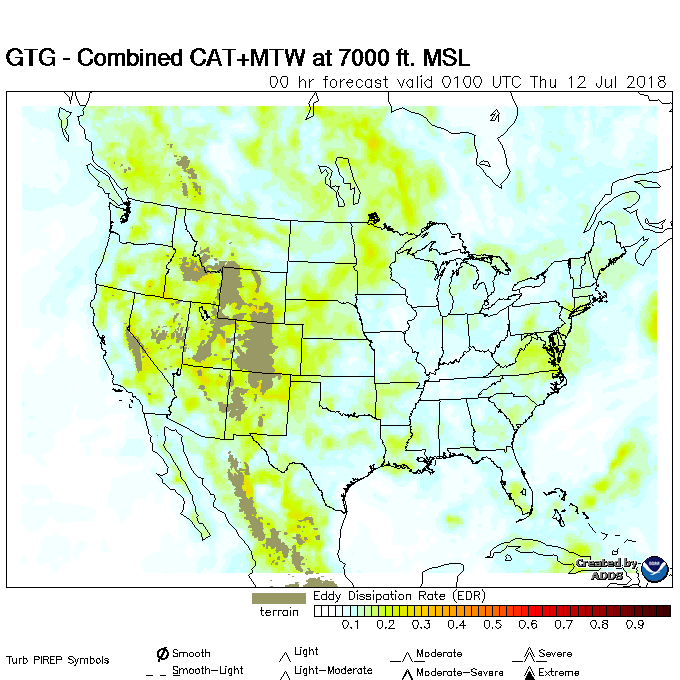 GTG - Combined CAT+MTW at 7000 ft. MSL
00 hr forecast valid 0100 UTC Thu 12 Jul 2018
Created by
ADDS
NOAA
Eddy Dissipation Rate (EDR)
terrain
0.1 0.2 0.3 0.4 0.5 0.6 0.7 0.8 0.9
Turb PIREP Symbols
Smooth Light Moderate Severe
Smooth-Light Light-Moderate Moderate-Severe Extreme